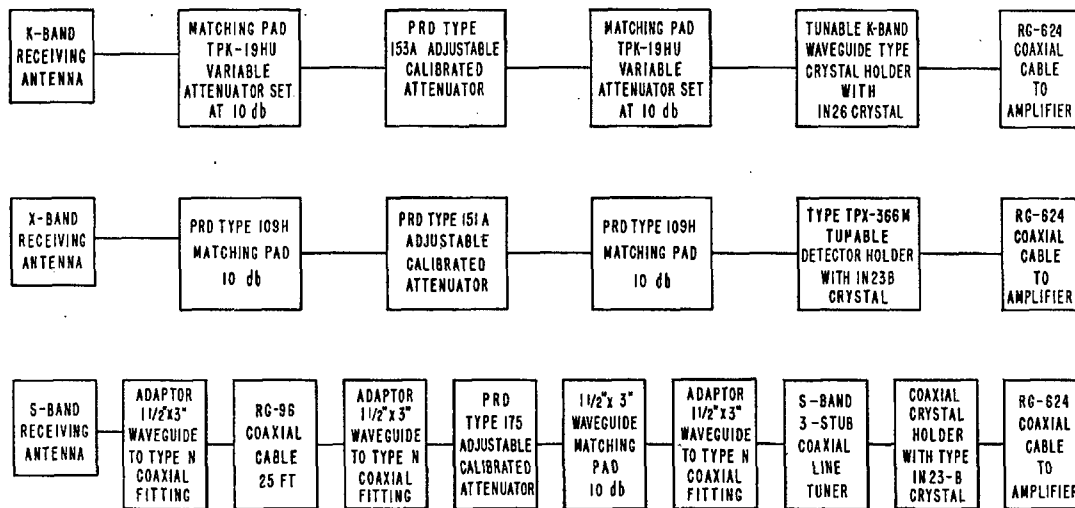 K-BAND
RECEIVING
ANTENNA
MATCHING PAD
TPK-19HU
VARIABLE
ATTENUATOR SET
AT 10 db
PRD TYPE
153A ADJUSTABLE
CALIBRATED
ATTENUATOR
MATCHING PAD
TPK-19HU
VARIABLE
ATTENUATOR SET
AT 10 db
TUNABLE K-BAND
WAVEGUIDE TYPE
CRYSTAL HOLDER
WITH
IN26 CRYSTAL
RG-624
COAXIAL
CABLE
TO
AMPLIFIER
X-BAND
RECEIVING
ANTENNA
PRD TYPE 109H
MATCHING PAD
10 db
PRD TYPE 151A
ADJUSTABLE
CALIBRATED
ATTENUATOR
PRD TYPE 109H
MATCHING PAD
10 db
TYPE TPX-366M
TUNABLE
DETECTOR HOLDER
WITH IN23B
CRYSTAL
RG-624
COAXIAL
CABLE
TO
AMPLIFIER
S-BAND
RECEIVING
ANTENNA
ADAPTOR
1 1/2"x3"
WAVEGUIDE
TO TYPE N
COAXIAL
FITTING
RG-96
COAXIAL
CABLE
25 FT
ADAPTOR
1 1/2"x3"
WAVEGUIDE
TO TYPE N
COAXIAL
FITTING
PRD
TYPE 175
ADJUSTABLE
CALIBRATED
ATTENUATOR
1 1/2"x3"
WAVEGUIDE
MATCHING
PAD
10 db
ADAPTOR
1 1/2"x3"
WAVEGUIDE
TO TYPE N
COAXIAL
FITTING
S-BAND
3-STUB
COAXIAL
LINE
TUNER
COAXIAL
CRYSTAL
HOLDER
WITH TYPE
IN23-B
CRYSTAL
RG-624
COAXIAL
CABLE
TO
AMPLIFIER